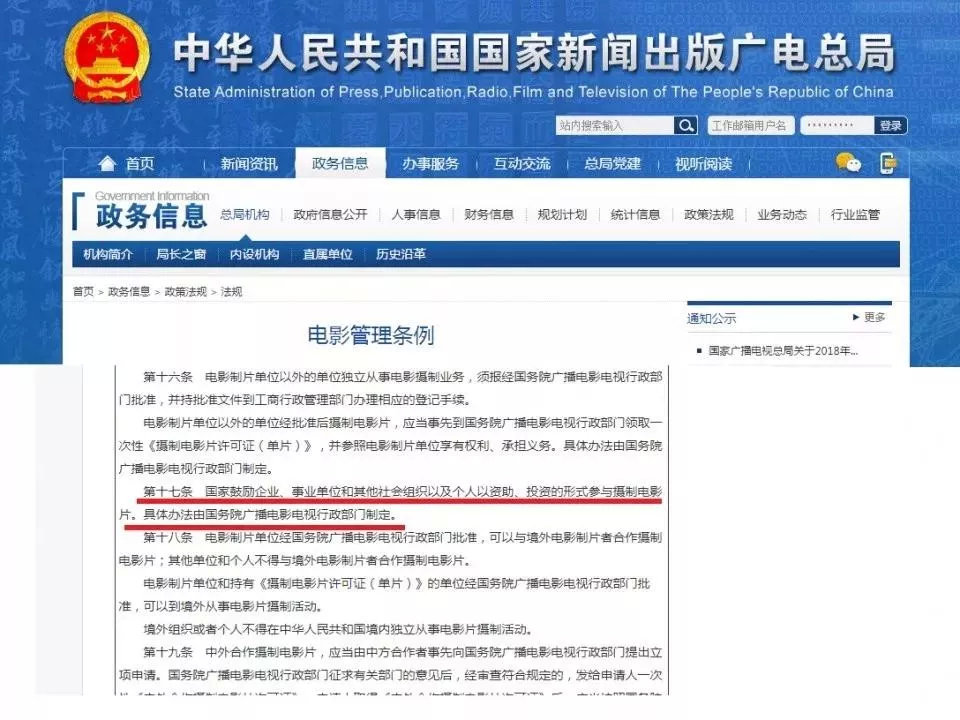 中华人民共和国国家新闻出版广电总局
State Administration of Press,Publication,Radio,Film and Television of The People's Republic of China
站内搜索输入
工作邮箱用户名
登录
首页
新闻资讯
政务信息
办事服务
互动交流
总局党建
视听阅读
Government Information
政务信息
总局机构
政府信息公开
人事信息
财务信息
规划计划
统计信息
政策法规
业务动态
行业监管
机构简介
局长之窗
内设机构
直属单位
历史沿革
首页 > 政务信息 > 政策法规 > 法规
电影管理条例
第十六条 电影制片单位以外的单位独立从事电影摄制业务，须报经国务院广播电影电视行政部
门批准，并持批准文件到工商行政管理部门办理相应的登记手续。
电影制片单位以外的单位经批准后摄制电影片，应当事先到国务院广播电影电视行政部门领取一
次性《摄制电影片许可证（单片）》，并参照电影制片单位享有权利、承担义务。具体办法由国务院
广播电影电视行政部门制定。
第十七条 国家鼓励企业、事业单位和其他社会组织以及个人以资助、投资的形式参与摄制电影
片。具体办法由国务院广播电影电视行政部门制定。
第十八条 电影制片单位经国务院广播电影电视行政部门批准，可以与境外电影制片者合作摄制
电影片；其他单位和个人不得与境外电影制片者合作摄制电影片。
电影制片单位和持有《摄制电影片许可证（单片）》的单位经国务院广播电影电视行政部门批
准，可以到境外从事电影片摄制活动。
境外组织或者个人不得在中华人民共和国境内独立从事电影片摄制活动。
第十九条 中外合作摄制电影片，应当由中方合作者事先向国务院广播电影电视行政部门提出立
项申请。国务院广播电影电视行政部门征求有关部门的意见后，经审查符合规定的，发给申请人一次
通知公示
更多
国家广播电视总局关于2018年...